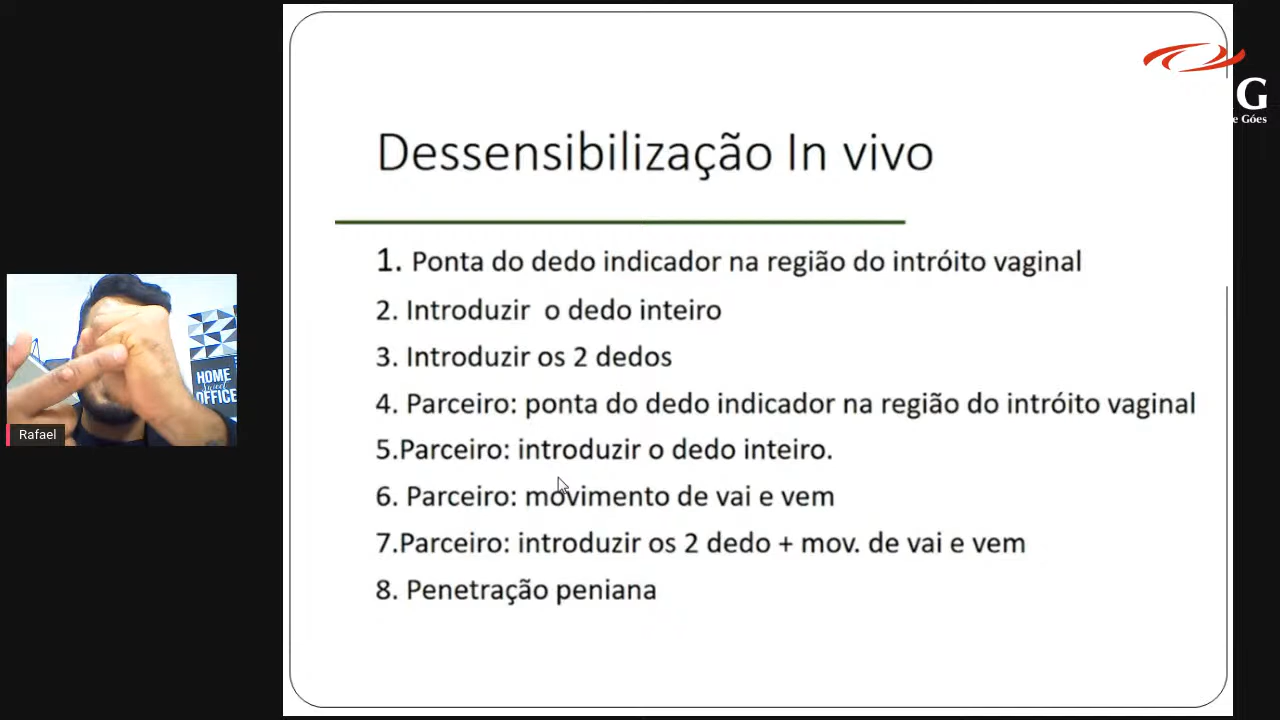 Dessensibilização In vivo
1. Ponta do dedo indicador na região do intróito vaginal
2. Introduzir o dedo inteiro
3. Introduzir os 2 dedos
4. Parceiro: ponta do dedo indicador na região do intróito vaginal
5.Parceiro: introduzir o dedo inteiro.
6. Parceiro: movimento de vai e vem
7.Parceiro: introduzir os 2 dedo + mov. de vai e vem
8. Penetração peniana
G
e Góes
HOME
Sweet
OFFICE
Rafael